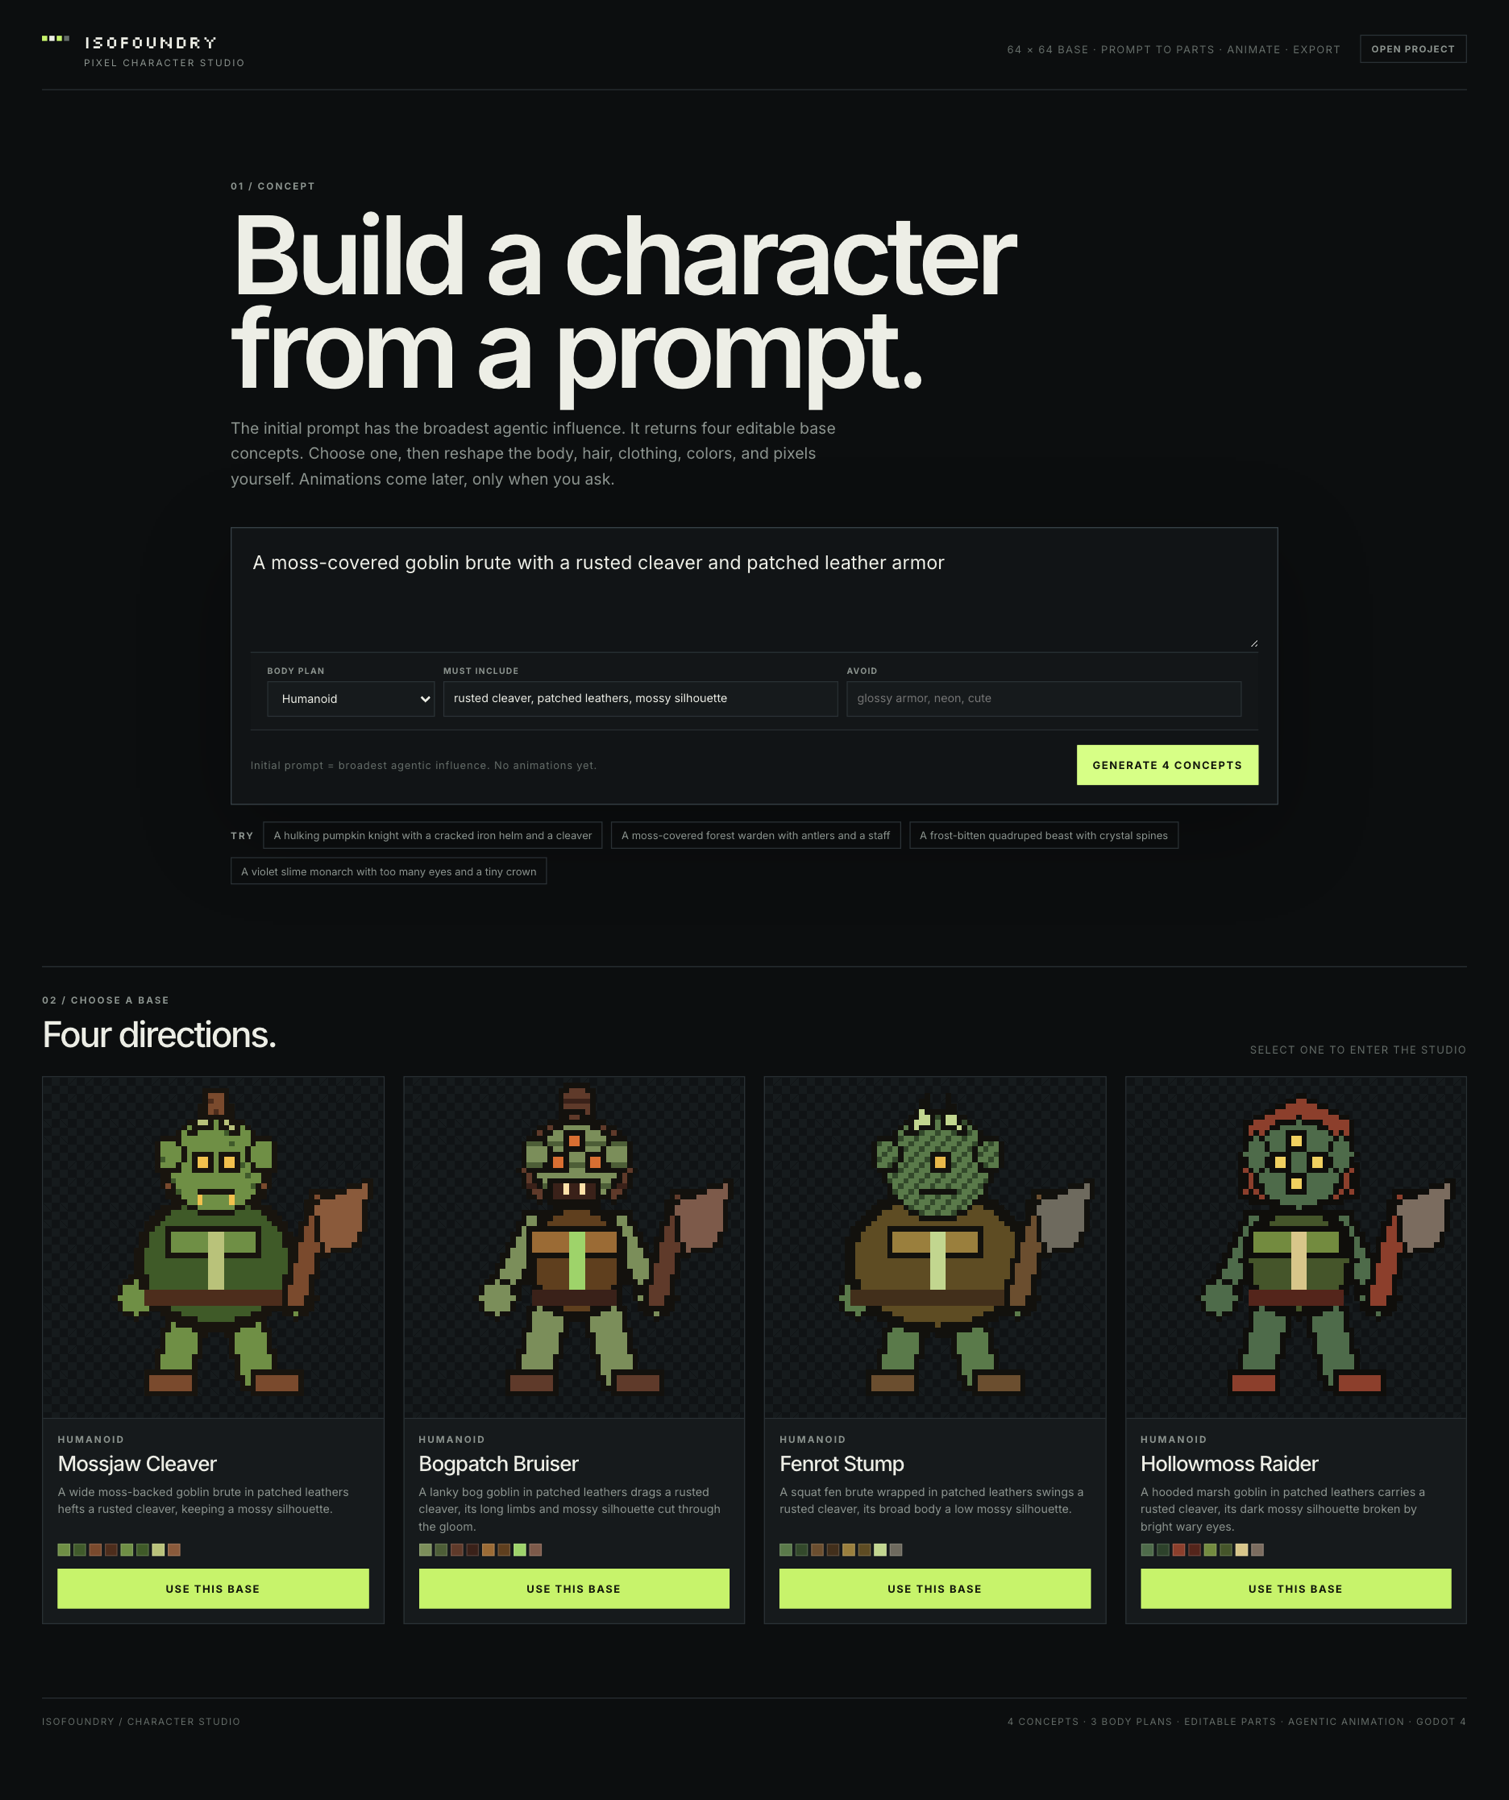 ISOFOUNDRY
PIXEL CHARACTER STUDIO
64 × 64 BASE · PROMPT TO PARTS · ANIMATE · EXPORT
OPEN PROJECT
01 / CONCEPT
Build a character
from a prompt.
The initial prompt has the broadest agentic influence. It returns four editable base
concepts. Choose one, then reshape the body, hair, clothing, colors, and pixels
yourself. Animations come later, only when you ask.
A moss-covered goblin brute with a rusted cleaver and patched leather armor
BODY PLAN
MUST INCLUDE
AVOID
Humanoid
rusted cleaver, patched leathers, mossy silhouette
glossy armor, neon, cute
Initial prompt = broadest agentic influence. No animations yet.
GENERATE 4 CONCEPTS
TRY
A hulking pumpkin knight with a cracked iron helm and a cleaver
A moss-covered forest warden with antlers and a staff
A frost-bitten quadruped beast with crystal spines
A violet slime monarch with too many eyes and a tiny crown
02 / CHOOSE A BASE
Four directions.
SELECT ONE TO ENTER THE STUDIO
HUMANOID
Mossjaw Cleaver
A wide moss-backed goblin brute in patched leathers
hefts a rusted cleaver, keeping a mossy silhouette.
USE THIS BASE
HUMANOID
Bogpatch Bruiser
A lanky bog goblin in patched leathers drags a rusted
cleaver, its long limbs and mossy silhouette cut through
the gloom.
USE THIS BASE
HUMANOID
Fenrot Stump
A squat fen brute wrapped in patched leathers swings a
rusted cleaver, its broad body a low mossy silhouette.
USE THIS BASE
HUMANOID
Hollowmoss Raider
A hooded marsh goblin in patched leathers carries a
rusted cleaver, its dark mossy silhouette broken by
bright wary eyes.
USE THIS BASE
ISOFOUNDRY / CHARACTER STUDIO
4 CONCEPTS · 3 BODY PLANS · EDITABLE PARTS · AGENTIC ANIMATION · GODOT 4